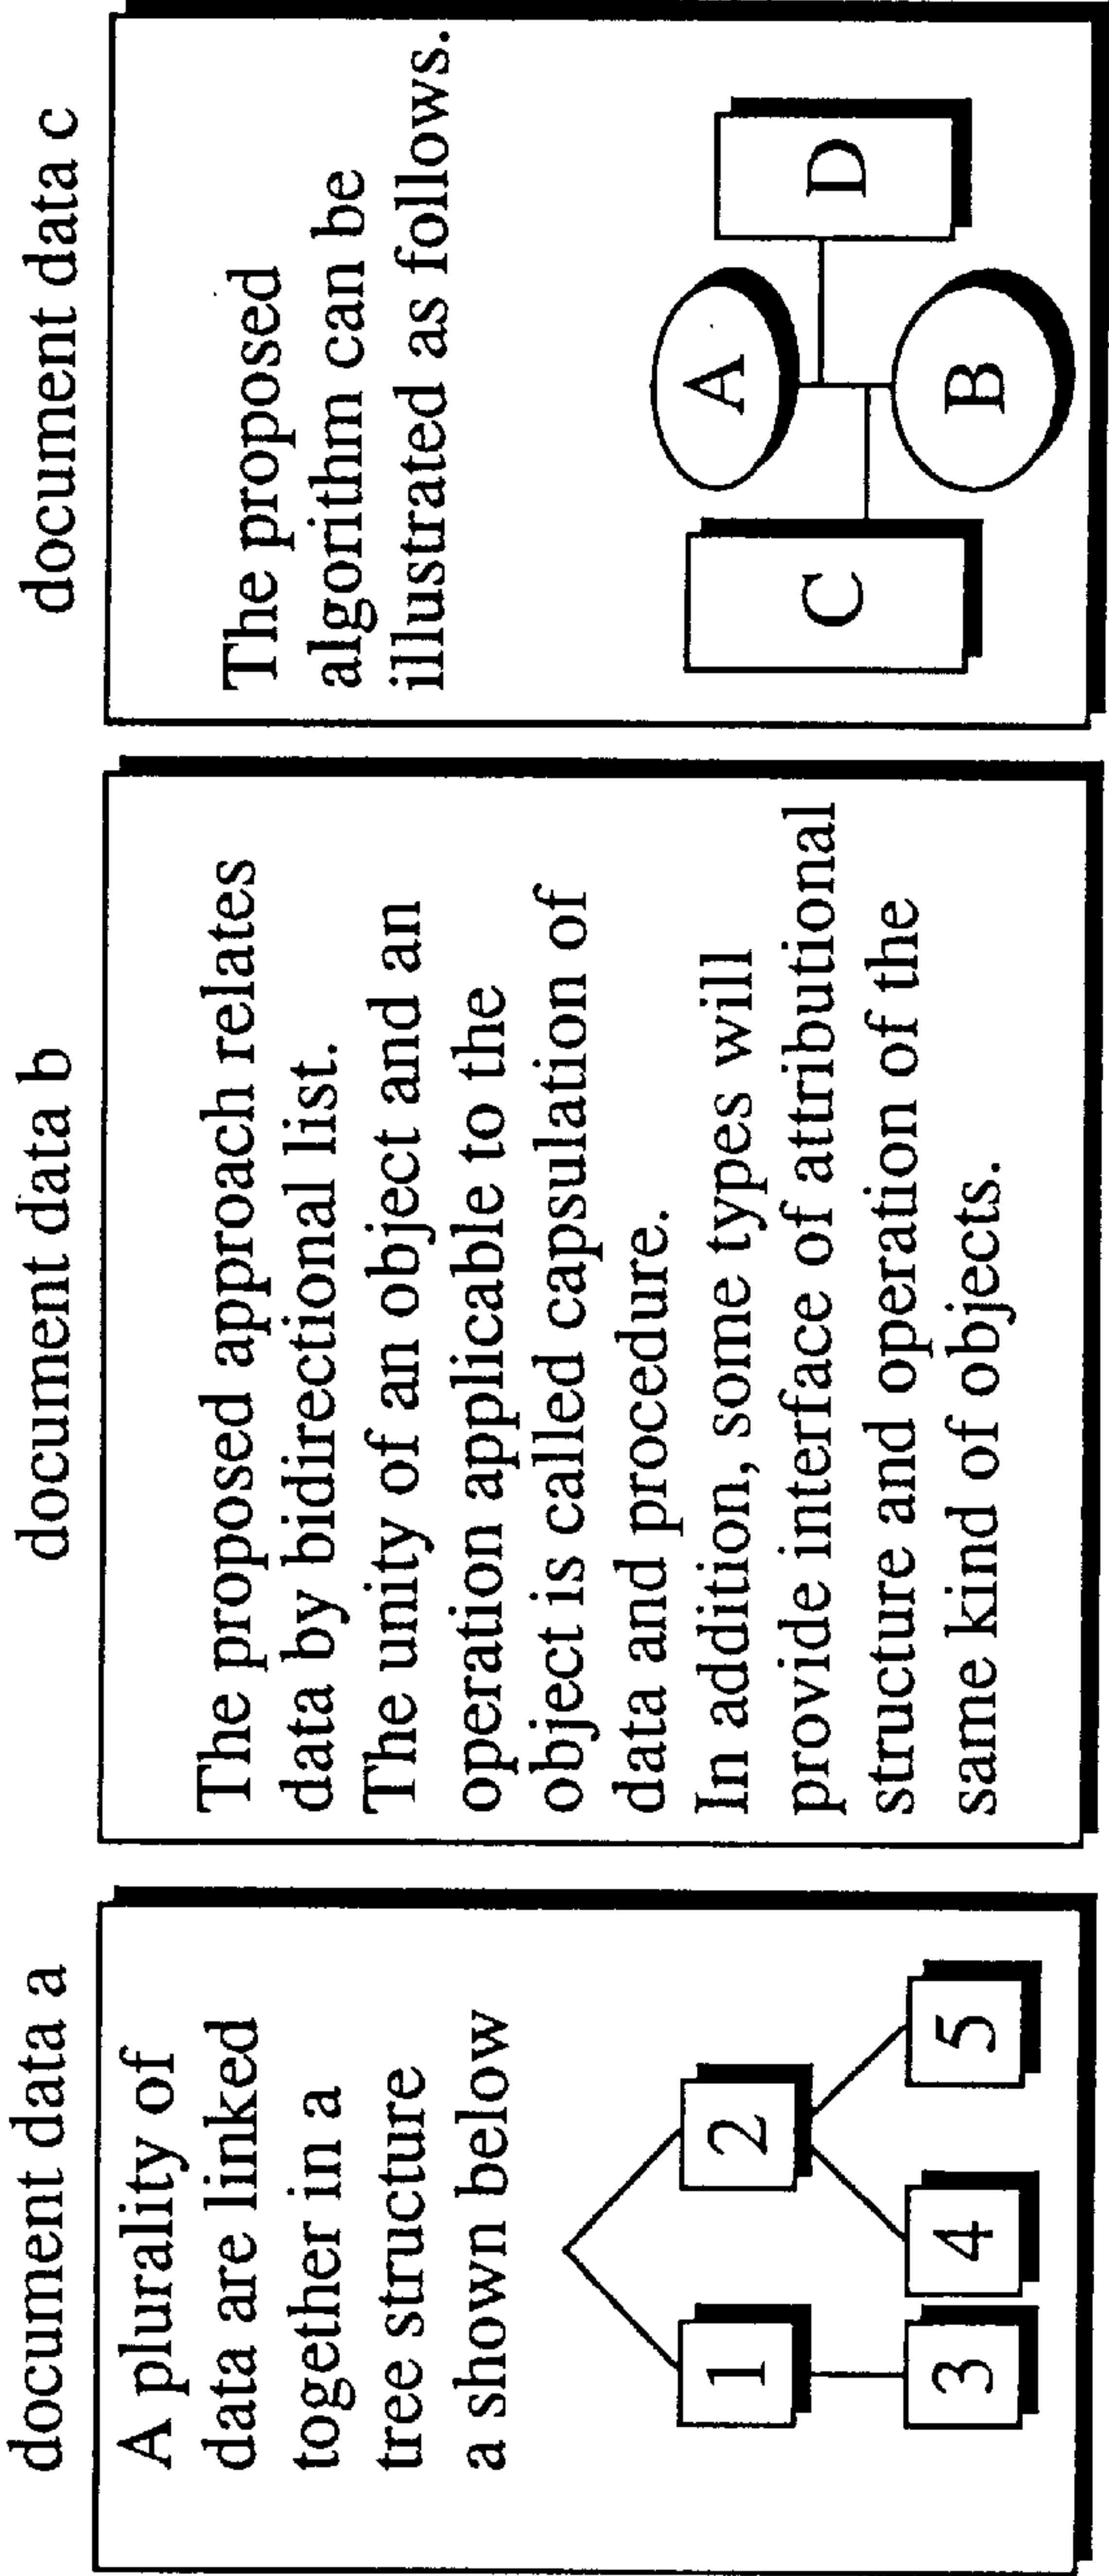 document data a
A plurality of
data are linked
together in a
tree structure
a shown below
1
2
3
4
5
document data b
The proposed approach relates
data by bidirectional list.
The unity of an object and an
operation applicable to the
object is called capsulation of
data and procedure.
In addition, some types will
provide interface of attributional
structure and operation of the
same kind of objects.
document data c
The proposed
algorithm can be
illustrated as follows.
A
C
D
B